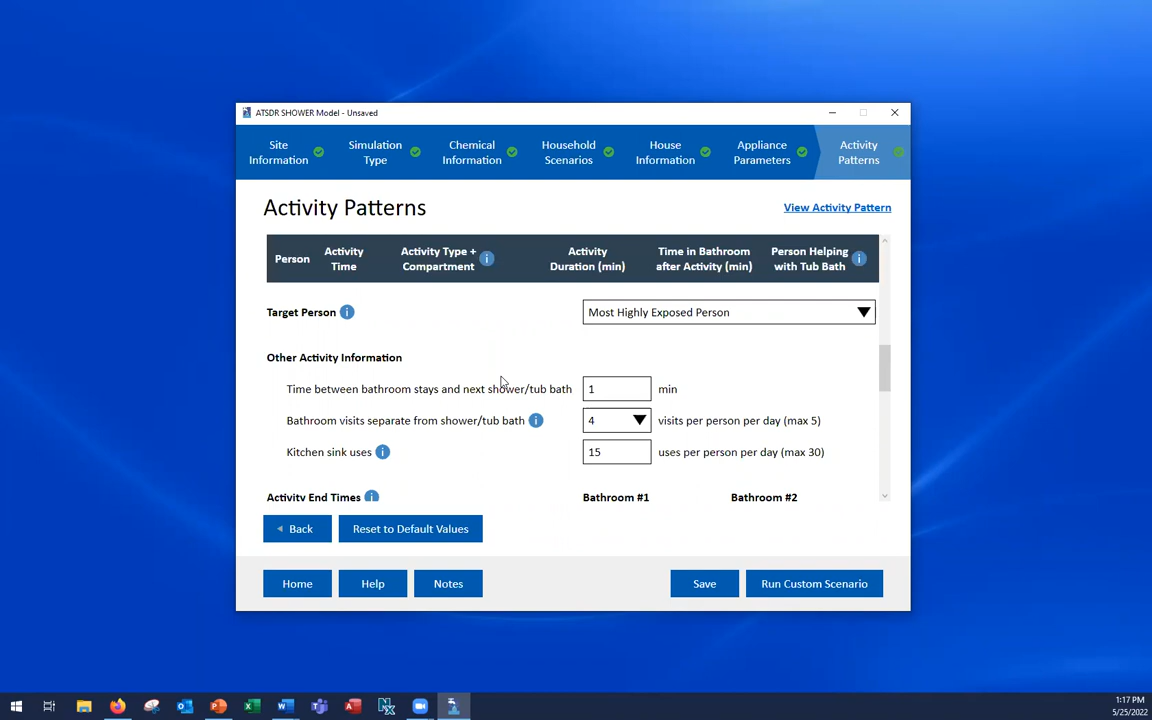 ATSDR SHOWER Model - Unsaved
Site Information
Simulation Type
Chemical Information
Household Scenarios
House Information
Appliance Parameters
Activity Patterns
Activity Patterns
View Activity Pattern
Person
Activity Time
Activity Type + Compartment
Activity Duration (min)
Time in Bathroom after Activity (min)
Person Helping with Tub Bath
Target Person
Most Highly Exposed Person
Other Activity Information
Time between bathroom stays and next shower/tub bath 1 min
Bathroom visits separate from shower/tub bath 4 visits per person per day (max 5)
Kitchen sink uses 15 uses per person per day (max 30)
Activity End Times Bathroom #1 Bathroom #2
Back Reset to Default Values
Home Help Notes Save Run Custom Scenario
1:17 PM
5/25/2022